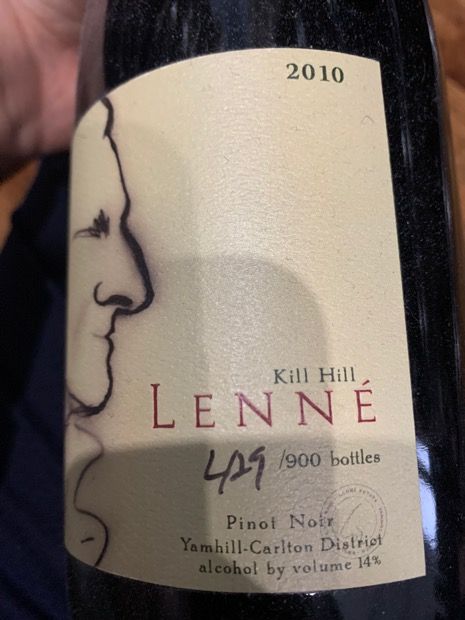 2010
Kill Hill
LENNÉ
429 /900 bottles
Pinot Noir
Yamhill-Carlton District
alcohol by volume 14%